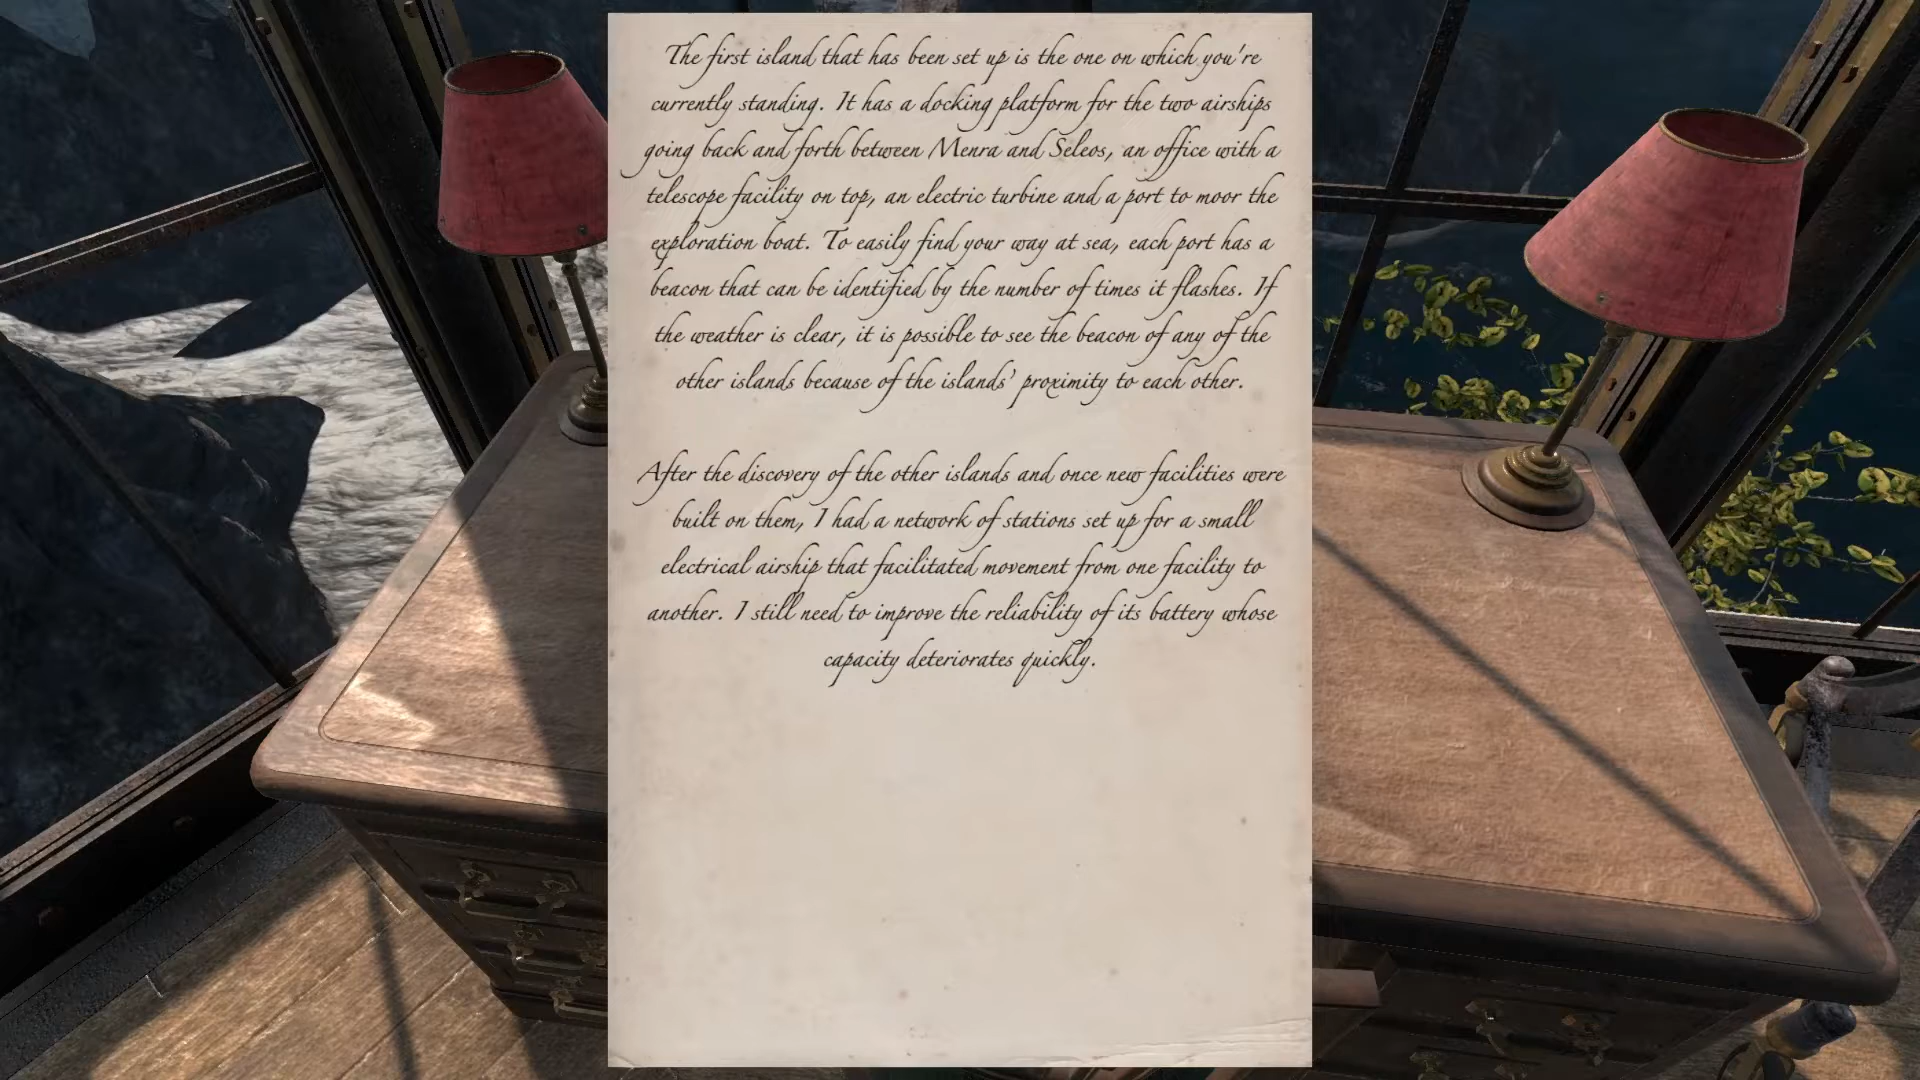 The first island that has been set up is the one on which you're
currently standing. It has a docking platform for the two airships
going back and forth between Menra and Seleos, an office with a
telescope facility on top, an electric turbine and a port to moor the
exploration boat. To easily find your way at sea, each port has a
beacon that can be identified by the number of times it flashes. If
the weather is clear, it is possible to see the beacon of any of the
other islands because of the islands' proximity to each other.
After the discovery of the other islands and once new facilities were
built on them, I had a network of stations set up for a small
electrical airship that facilitated movement from one facility to
another. I still need to improve the reliability of its battery whose
capacity deteriorates quickly.